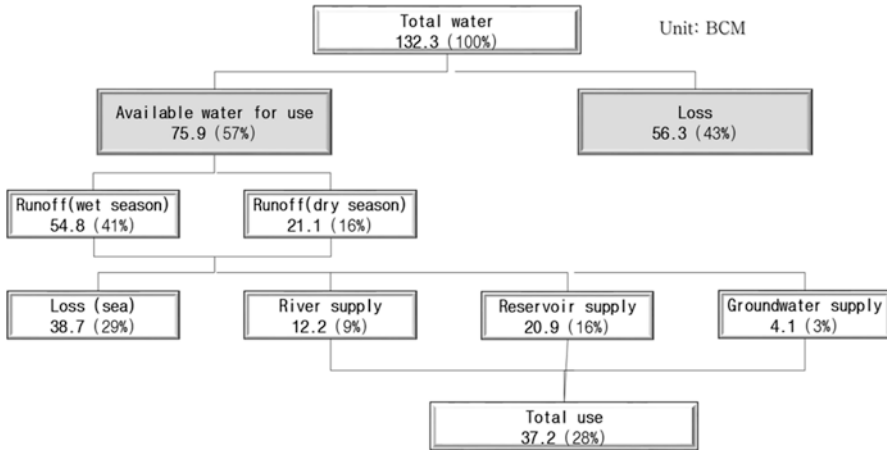 Total water
132.3 (100%)
Unit: BCM
Available water for use
75.9 (57%)
Loss
56.3 (43%)
Runoff(wet season)
54.8 (41%)
Runoff(dry season)
21.1 (16%)
Loss (sea)
38.7 (29%)
River supply
12.2 (9%)
Reservoir supply
20.9 (16%)
Groundwater supply
4.1 (3%)
Total use
37.2 (28%)